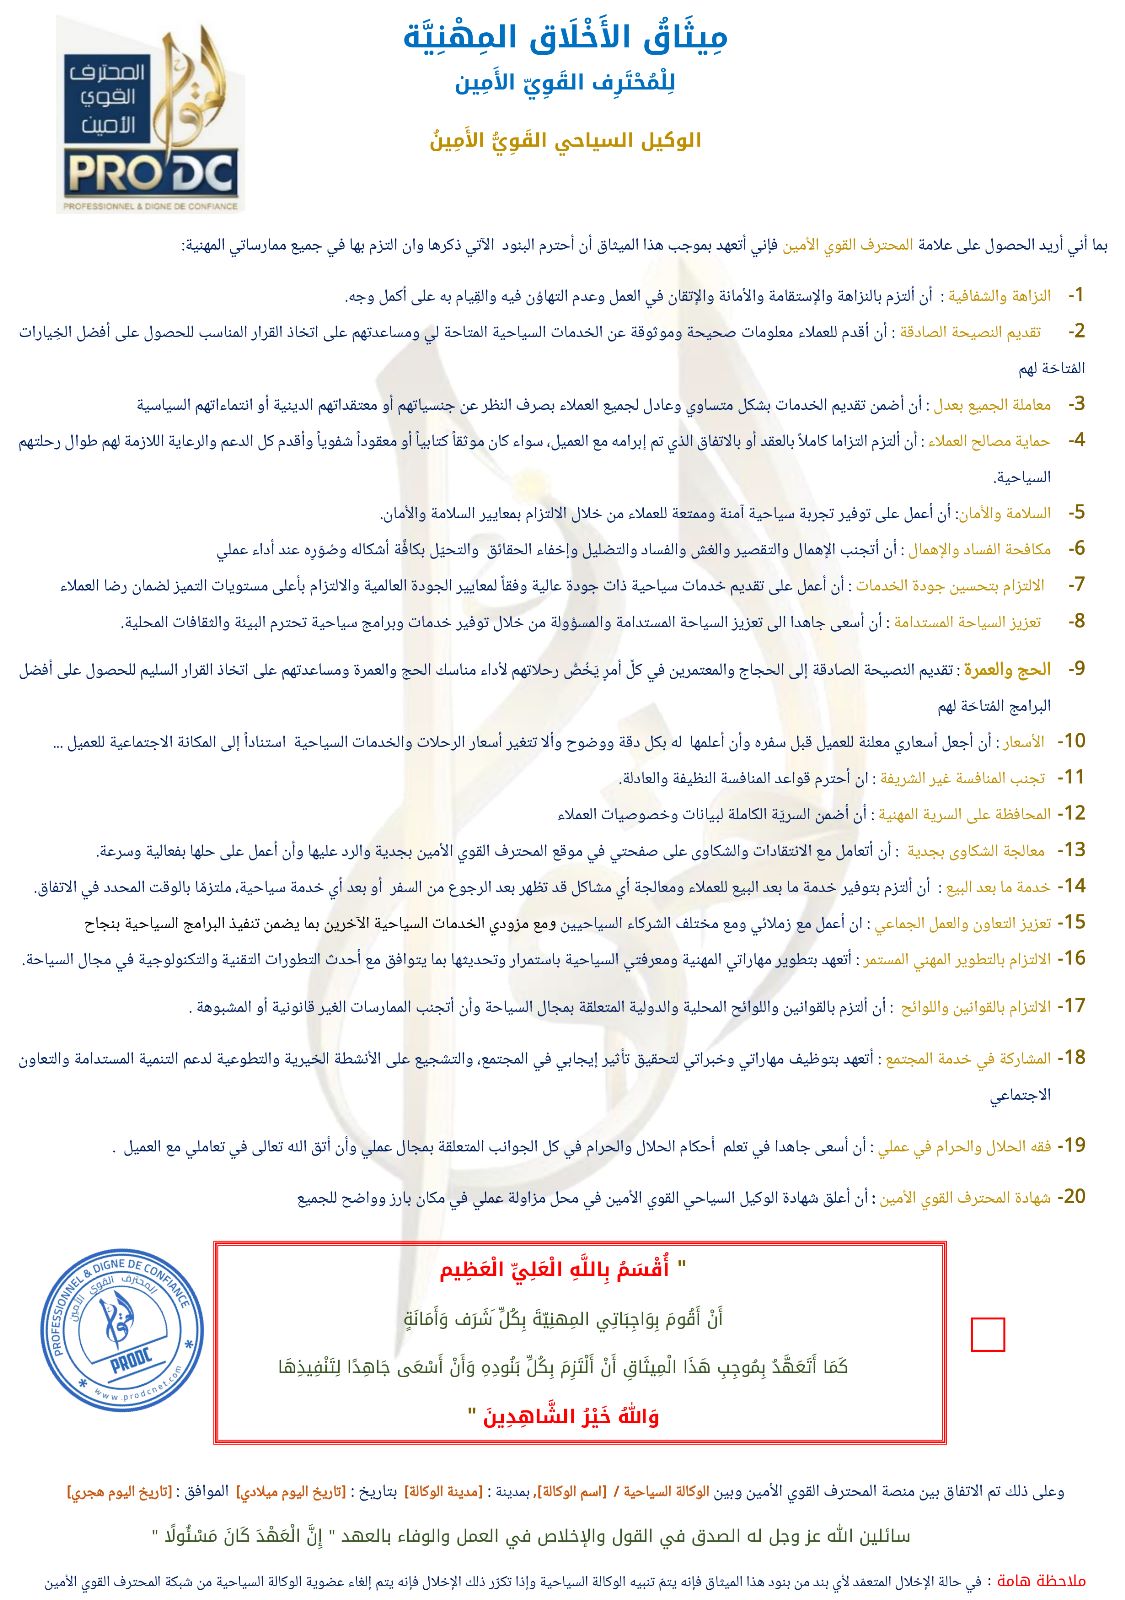 مِيثَاقُ الأَخْلَاق المِهْنِيَّة
لِلْمُحْتَرِف القَوِيّ الأَمِين
الوكيل السياحي القَوِيُّ الأَمِينُ
المحترف
القوي
الأمين
PRO DC
PROFESSIONNEL & DIGNE DE CONFIANCE
بما أني أريد الحصول على علامة المحترف القوي الأمين فإني أتعهد بموجب هذا الميثاق أن أحترم البنود الآتي ذكرها وان التزم بها في جميع ممارساتي المهنية:
1- النزاهة والشفافية : أن ألتزم بالنزاهة والإستقامة والأمانة والإتقان في العمل وعدم التهاؤن فيه والقِيام به على أكمل وجه.
2- تقديم النصيحة الصادقة : أن أقدم للعملاء معلومات صحيحة وموثوقة عن الخدمات السياحية المتاحة لي ومساعدتهم على اتخاذ القرار المناسب للحصول على أفضل الخِيارات
المُتاحَة لهم
3- معاملة الجميع بعدل : أن أضمن تقديم الخدمات بشكل متساوي وعادل لجميع العملاء بصرف النظر عن جنسياتهم أو معتقداتهم الدينية أو انتماءاتهم السياسية
4- حماية مصالح العملاء : أن ألتزم التزاما كاملاً بالعقد أو بالاتفاق الذي تم إبرامه مع العميل، سواء كان موثقاً كتابياً أو معقوداً شفوياً وأقدم كل الدعم والرعاية اللازمة لهم طوال رحلتهم
السياحية.
5- السلامة والأمان: أن أعمل على توفير تجربة سياحية آمنة وممتعة للعملاء من خلال الالتزام بمعايير السلامة والأمان.
6- مكافحة الفساد والإهمال : أن أتجنب الإهمال والتقصير والغش والفساد والتضليل وإخفاء الحقائق والتحيّل بكافّة أشكاله وصُوَرِه عند أداء عملي
7- الالتزام بتحسين جودة الخدمات : أن أعمل على تقديم خدمات سياحية ذات جودة عالية وفقاً لمعايير الجودة العالمية والالتزام بأعلى مستويات التميز لضمان رضا العملاء
8- تعزيز السياحة المستدامة : أن أسعى جاهدا الى تعزيز السياحة المستدامة والمسؤولة من خلال توفير خدمات وبرامج سياحية تحترم البيئة والثقافات المحلية.
9- الحج والعمرة : تقديم النصيحة الصادقة إلى الحجاج والمعتمرين في كلّ أمرٍ يَخُصُّ رحلاتهم لأداء مناسك الحج والعمرة ومساعدتهم على اتخاذ القرار السليم للحصول على أفضل
البرامج المُتاحَة لهم
10- الأسعار : أن أجعل أسعاري معلنة للعميل قبل سفره وأن أعلمها له بكل دقة ووضوح وألا تتغير أسعار الرحلات والخدمات السياحية استناداً إلى المكانة الاجتماعية للعميل ...
11- تجنب المنافسة غير الشريفة : ان أحترم قواعد المنافسة النظيفة والعادلة.
12- المحافظة على السرية المهنية : أن أضمن السريّة الكاملة لبيانات وخصوصيات العملاء
13- معالجة الشكاوى بجدية : أن أتعامل مع الانتقادات والشكاوى على صفحتي في موقع المحترف القوي الأمين بجدية والرد عليها وأن أعمل على حلها بفعالية وسرعة.
14- خدمة ما بعد البيع : أن ألتزم بتوفير خدمة ما بعد البيع للعملاء ومعالجة أي مشاكل قد تظهر بعد الرجوع من السفر أو بعد أي خدمة سياحية، ملتزمًا بالوقت المحدد في الاتفاق.
15- تعزيز التعاون والعمل الجماعي : ان أعمل مع زملائي ومع مختلف الشركاء السياحيين ومع مزودي الخدمات السياحية الآخرين بما يضمن تنفيذ البرامج السياحية بنجاح
16- الالتزام بالتطوير المهني المستمر : أتعهد بتطوير مهاراتي المهنية ومعرفتي السياحية باستمرار وتحديثها بما يتوافق مع أحدث التطورات التقنية والتكنولوجية في مجال السياحة.
17- الالتزام بالقوانين واللوائح : أن ألتزم بالقوانين واللوائح المحلية والدولية المتعلقة بمجال السياحة وأن أتجنب الممارسات الغير قانونية أو المشبوهة .
18- المشاركة في خدمة المجتمع : أتعهد بتوظيف مهاراتي وخبراتي لتحقيق تأثير إيجابي في المجتمع، والتشجيع على الأنشطة الخيرية والتطوعية لدعم التنمية المستدامة والتعاون
الاجتماعي
19- فقه الحلال والحرام في عملي : أن أسعى جاهدا في تعلم أحكام الحلال والحرام في كل الجوانب المتعلقة بمجال عملي وأن أتق الله تعالى في تعاملي مع العميل .
20- شهادة المحترف القوي الأمين : أن أعلق شهادة الوكيل السياحي القوي الأمين في محل مزاولة عملي في مكان بارز وواضح للجميع
" أُقْسَمُ بِاللَّهِ الْعَلِيِّ الْعَظِيم
أَنْ أَقُومَ بِوَاجِبَاتِي المِهنِيّةَ بِكُلِّ شَرَف وَأَمَانَةٍ
كَمَا أَتَعَهَّدُ بِمُوجِبِ هَذَا الْمِيثَاقِ أَنْ أَلْتَزِمَ بِكُلِّ بَنُودِهِ وَأَنْ أَسْعَى جَاهِدًا لِتَنْفِيذِهَا
وَاللهُ خَيْرُ الشَّاهِدِينَ "
PROFESSIONNEL & DIGNE DE CONFIANCE
المحترف القوي الأمين
PRODC
www.prodcnet.com
وعلى ذلك تم الاتفاق بين منصة المحترف القوي الأمين وبين الوكالة السياحية / [اسم الوكالة]، بمدينة : [مدينة الوكالة] بتاريخ : [تاريخ اليوم ميلادي] الموافق : [تاريخ اليوم هجري]
سائلين الله عز وجل له الصدق في القول والإخلاص في العمل والوفاء بالعهد " إِنَّ الْعَهْدَ كَانَ مَسْئُولًا "
ملاحظة هامة : في حالة الإخلال المتعمّد لأي بند من بنود هذا الميثاق فإنه يتمّ تنبيه الوكالة السياحية وإذا تكرّر ذلك الإخلال فإنه يتم إلغاء عضوية الوكالة السياحية من شبكة المحترف القوي الأمين